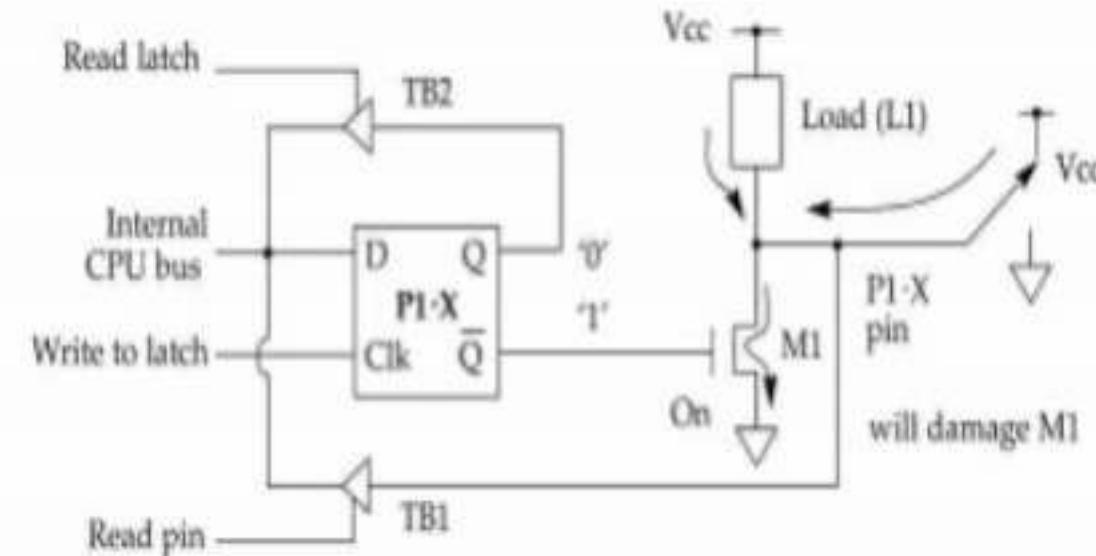 Vcc
Read latch
TB2
Load (L1)
Vcc
Internal
CPU bus
D Q '0'
P1·X
'1'
P1·X
pin
Write to latch
Clk Q̅
M1
On
will damage M1
TB1
Read pin